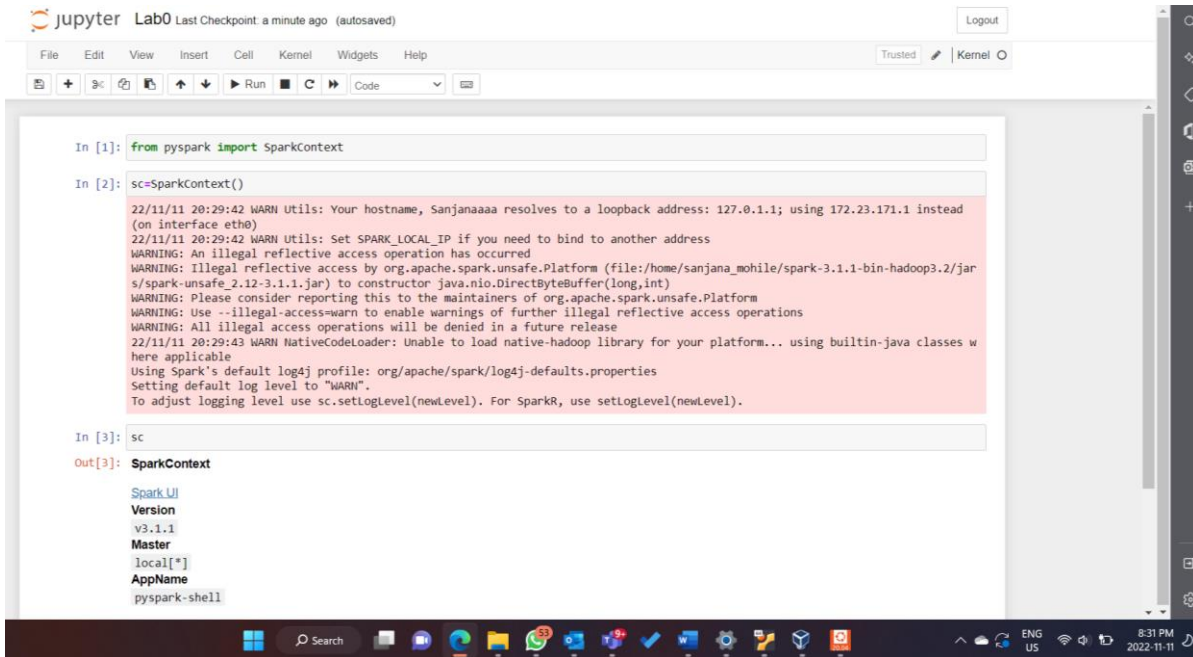 jupyter Lab0 Last Checkpoint: a minute ago (autosaved)
Logout
File Edit View Insert Cell Kernel Widgets Help
Trusted Kernel
Run Code
In [1]: from pyspark import SparkContext
In [2]: sc=SparkContext()
22/11/11 20:29:42 WARN Utils: Your hostname, Sanjanaaaa resolves to a loopback address: 127.0.1.1; using 172.23.171.1 instead
(on interface eth0)
22/11/11 20:29:42 WARN Utils: Set SPARK_LOCAL_IP if you need to bind to another address
WARNING: An illegal reflective access operation has occurred
WARNING: Illegal reflective access by org.apache.spark.unsafe.Platform (file:/home/sanjana_mohile/spark-3.1.1-bin-hadoop3.2/jar
s/spark-unsafe_2.12-3.1.1.jar) to constructor java.nio.DirectByteBuffer(long,int)
WARNING: Please consider reporting this to the maintainers of org.apache.spark.unsafe.Platform
WARNING: Use --illegal-access=warn to enable warnings of further illegal reflective access operations
WARNING: All illegal access operations will be denied in a future release
22/11/11 20:29:43 WARN NativeCodeLoader: Unable to load native-hadoop library for your platform... using builtin-java classes w
here applicable
Using Spark's default log4j profile: org/apache/spark/log4j-defaults.properties
Setting default log level to "WARN".
To adjust logging level use sc.setLogLevel(newLevel). For SparkR, use setLogLevel(newLevel).
In [3]: sc
Out[3]: SparkContext
Spark UI
Version
v3.1.1
Master
local[*]
AppName
pyspark-shell
Search 53 9+ 20.04 ENG 8:31 PM
US 2022-11-11